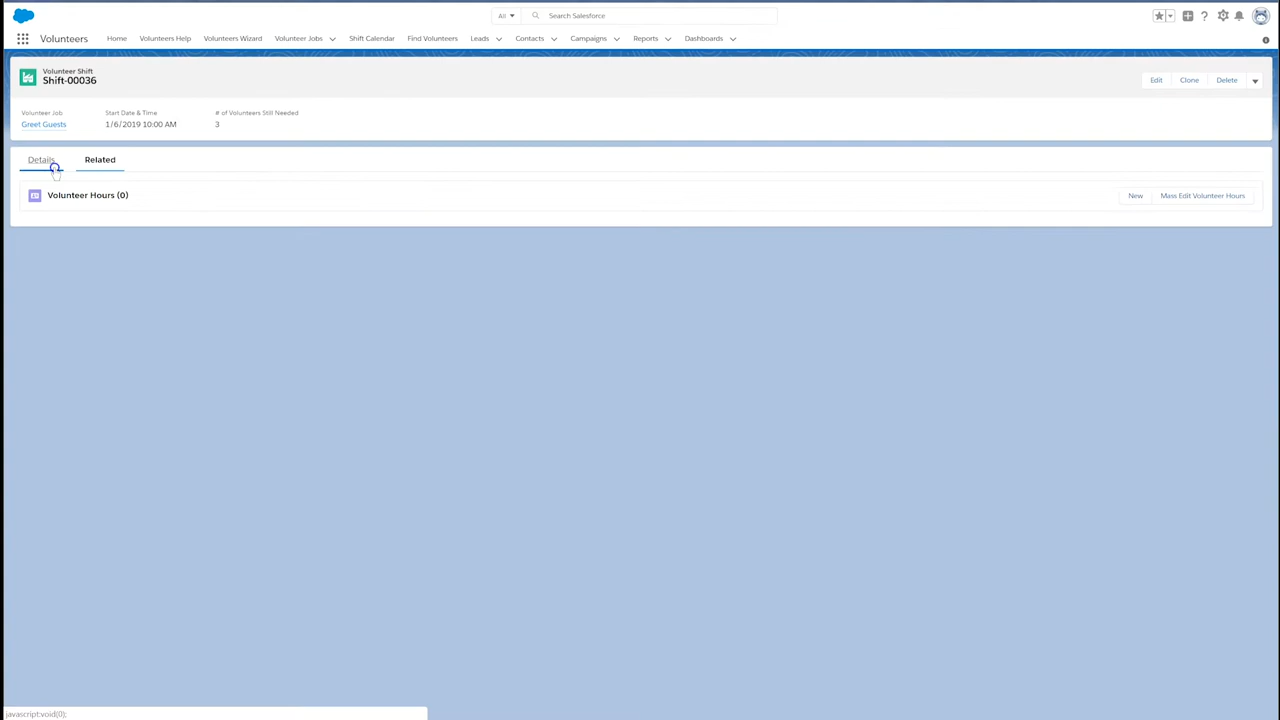 All
Search Salesforce
Volunteers Home Volunteers Help Volunteers Wizard Volunteer Jobs Shift Calendar Find Volunteers Leads Contacts Campaigns Reports Dashboards
Volunteer Shift
Shift-00036
Edit Clone Delete
Volunteer Job Start Date & Time # of Volunteers Still Needed
Greet Guests 1/6/2019 10:00 AM 3
Details Related
Volunteer Hours (0) New Mass Edit Volunteer Hours
javascript:void(0);